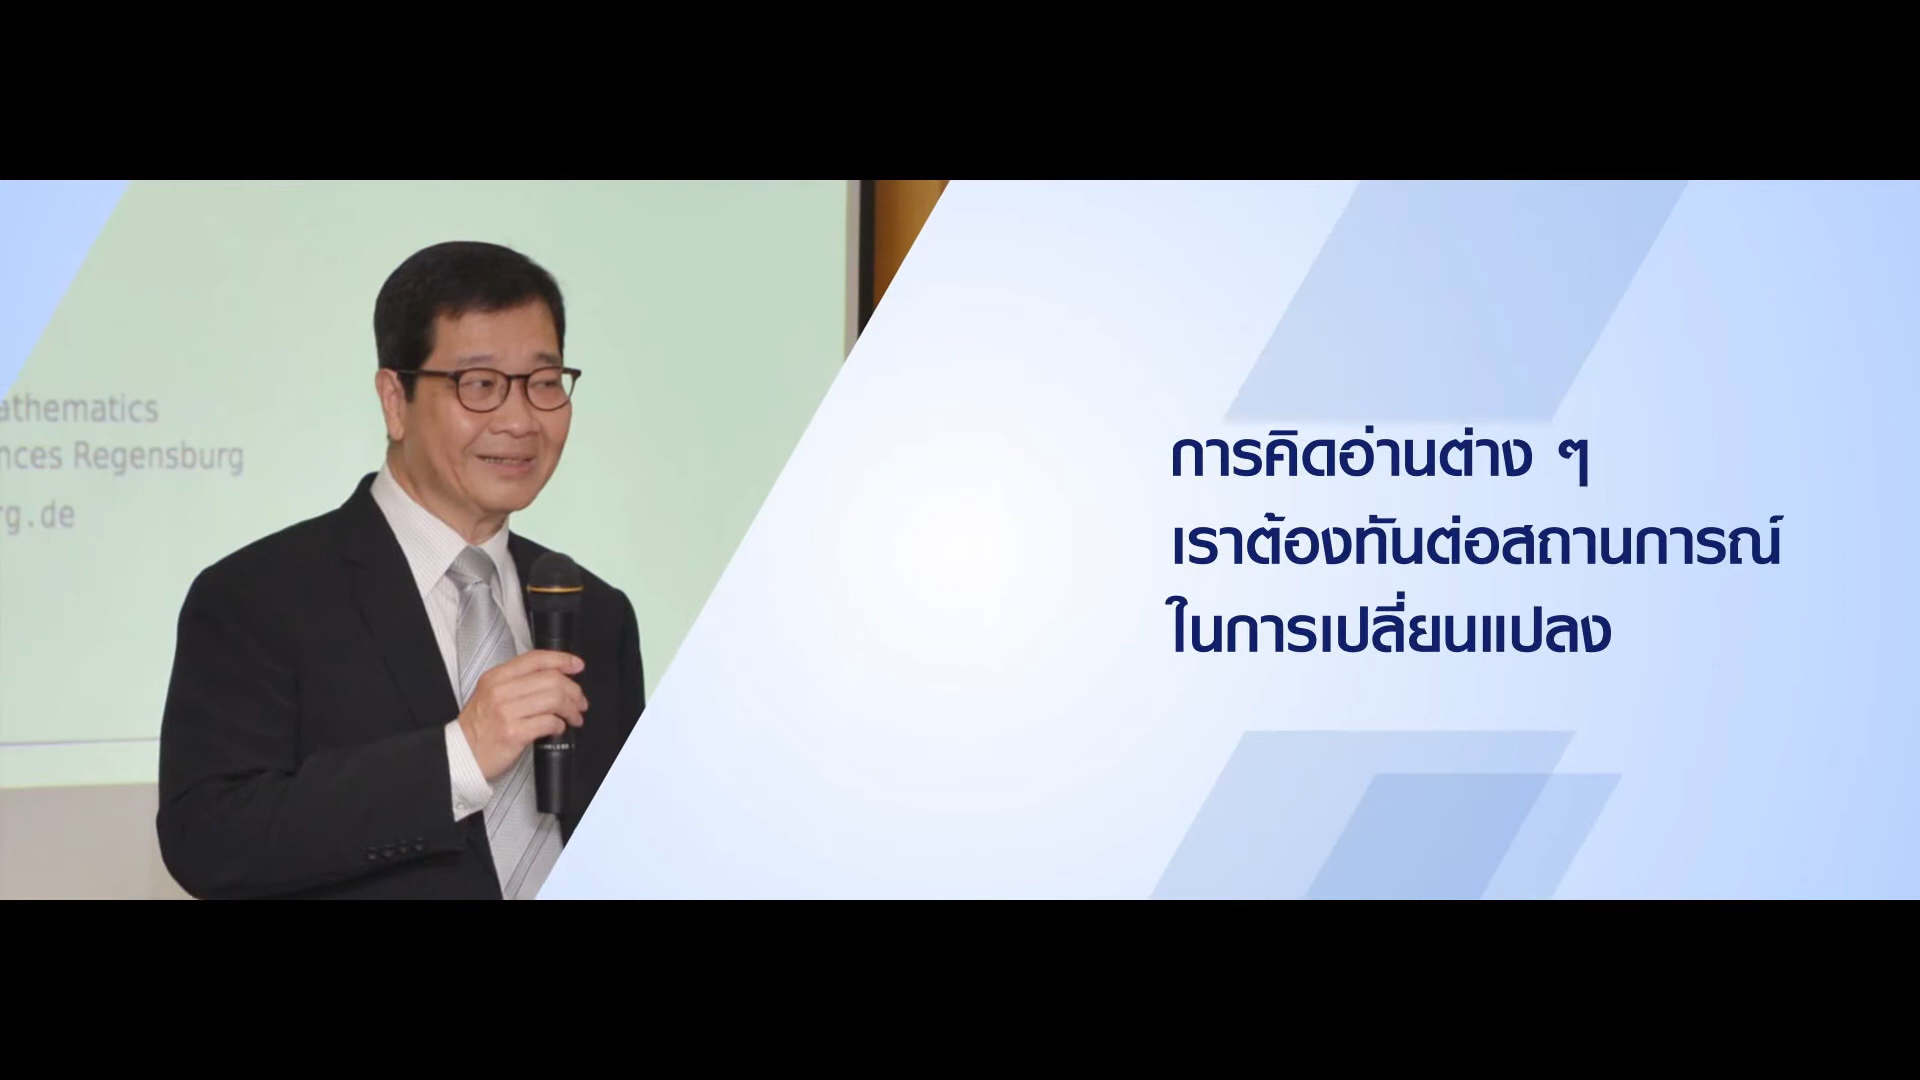 athematics
nces Regensburg
rg.de
การคิดอ่านต่าง ๆ
เราต้องทันต่อสถานการณ์
ในการเปลี่ยนแปลง